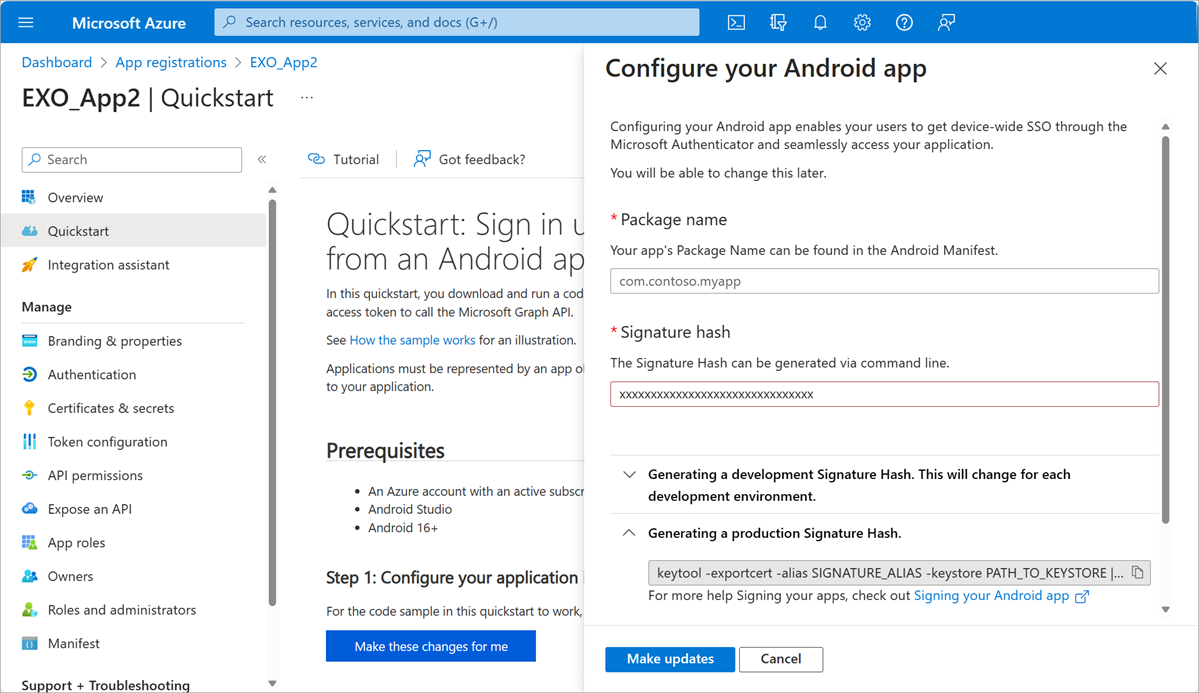 Microsoft Azure
Search resources, services, and docs (G+/)
Dashboard > App registrations > EXO_App2
EXO_App2 | Quickstart ...
Search
«
Overview
Quickstart
Integration assistant
Manage
Branding & properties
Authentication
Certificates & secrets
Token configuration
API permissions
Expose an API
App roles
Owners
Roles and administrators
Manifest
Support + Troubleshooting
Tutorial
Got feedback?
Quickstart: Sign in u
from an Android ap
In this quickstart, you download and run a cod
access token to call the Microsoft Graph API.
See How the sample works for an illustration.
Applications must be represented by an app o
to your application.
Prerequisites
• An Azure account with an active subscr
• Android Studio
• Android 16+
Step 1: Configure your application i
For the code sample in this quickstart to work,
Make these changes for me
Configure your Android app
Configuring your Android app enables your users to get device-wide SSO through the
Microsoft Authenticator and seamlessly access your application.
You will be able to change this later.
* Package name
Your app's Package Name can be found in the Android Manifest.
com.contoso.myapp
* Signature hash
The Signature Hash can be generated via command line.
xxxxxxxxxxxxxxxxxxxxxxxxxxxxxxx
Generating a development Signature Hash. This will change for each
development environment.
Generating a production Signature Hash.
keytool -exportcert -alias SIGNATURE_ALIAS -keystore PATH_TO_KEYSTORE |...
For more help Signing your apps, check out Signing your Android app
Make updates
Cancel